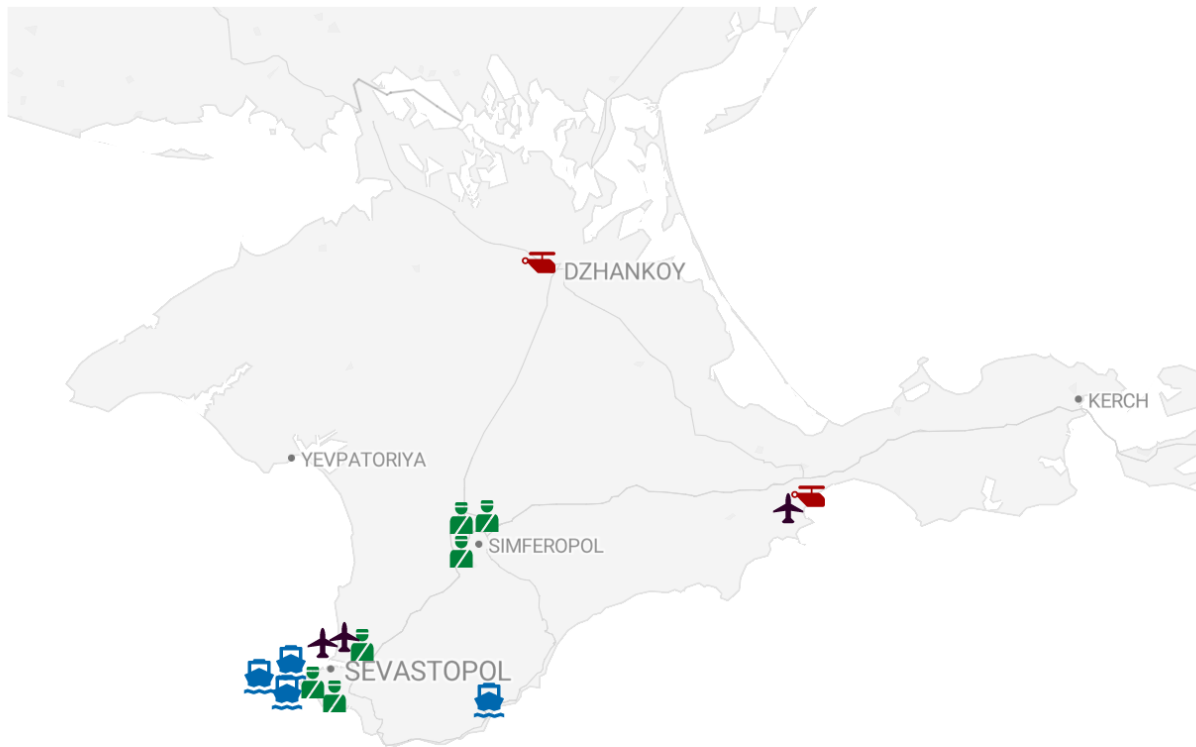 DZHANKOY
KERCH
YEVPATORIYA
SIMFEROPOL
SEVASTOPOL